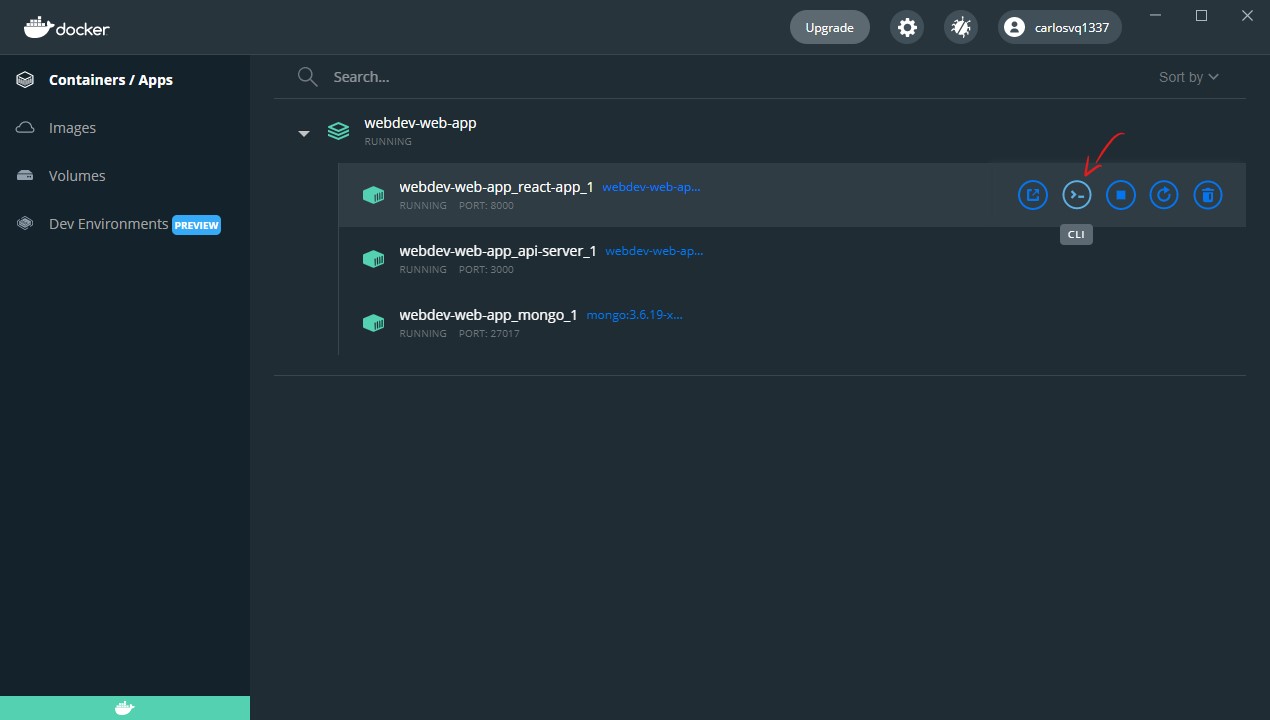 docker
Upgrade
carlosvq1337
Containers / Apps
Images
Volumes
Dev Environments PREVIEW
Search...
Sort by
webdev-web-app
RUNNING
webdev-web-app_react-app_1 webdev-web-ap...
RUNNING PORT: 8000
CLI
webdev-web-app_api-server_1 webdev-web-ap...
RUNNING PORT: 3000
webdev-web-app_mongo_1 mongo:3.6.19-x...
RUNNING PORT: 27017